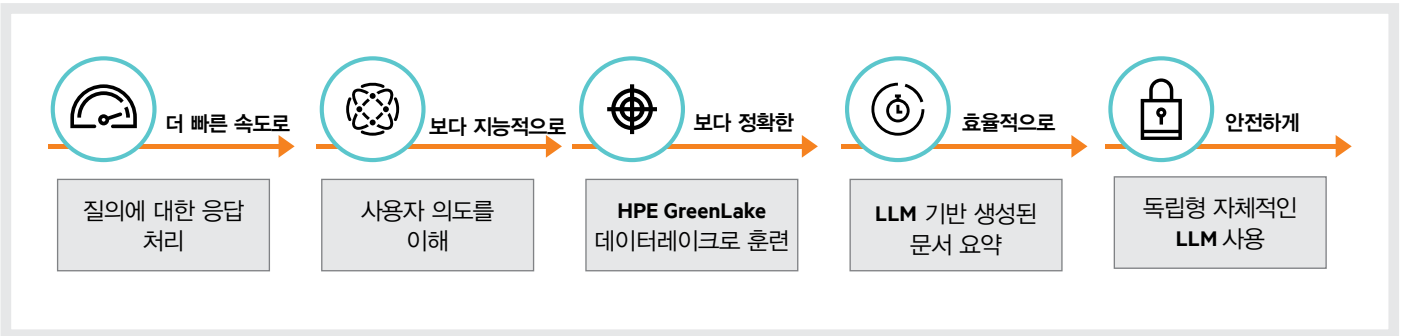 더 빠른 속도로
질의에 대한 응답
처리
보다 지능적으로
사용자 의도를
이해
보다 정확한
HPE GreenLake
데이터레이크로 훈련
효율적으로
LLM 기반 생성된
문서 요약
안전하게
독립형 자체적인
LLM 사용